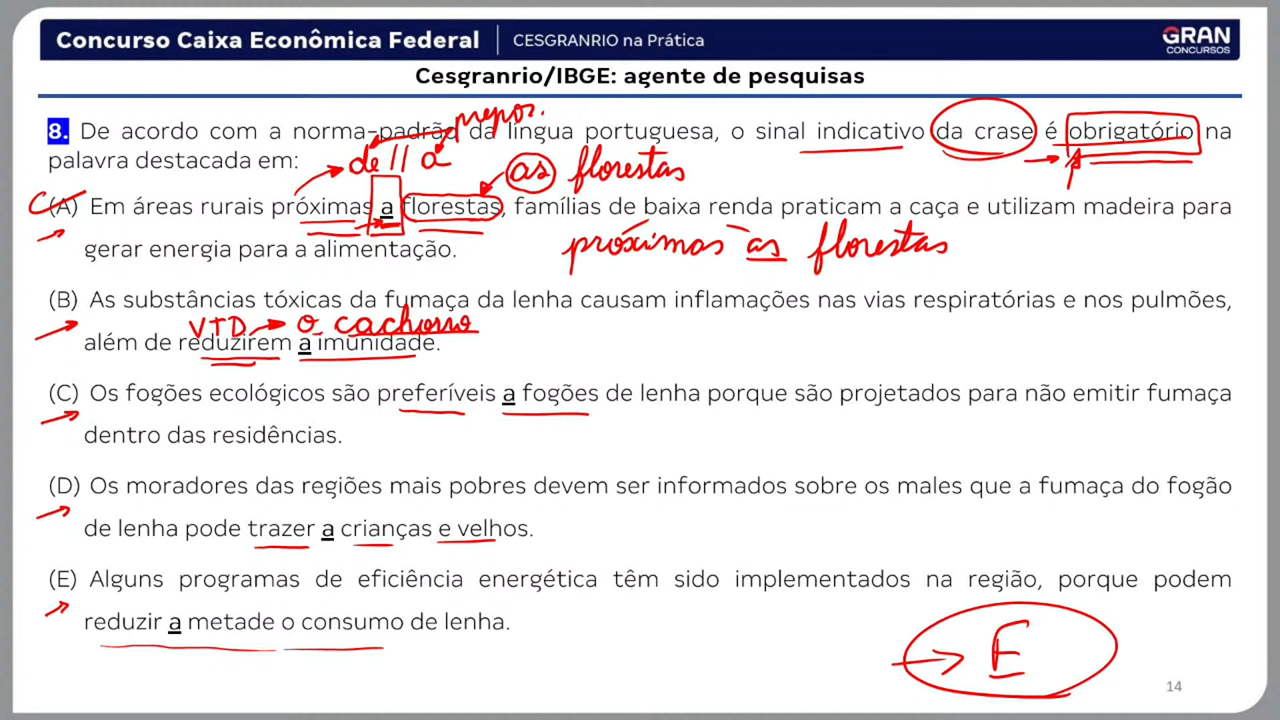 Concurso Caixa Econômica Federal | CESGRANRIO na Prática
GRAN
CONCURSOS
Cesgranrio/IBGE: agente de pesquisas
prepos.
8. De acordo com a norma-padrão da língua portuguesa, o sinal indicativo da crase é obrigatório na
palavra destacada em:
de // a
as florestas
(A) Em áreas rurais próximas a florestas, famílias de baixa renda praticam a caça e utilizam madeira para
gerar energia para a alimentação.
próximas as florestas
(B) As substâncias tóxicas da fumaça da lenha causam inflamações nas vias respiratórias e nos pulmões,
VTD o cachorro
além de reduzirem a imunidade.
(C) Os fogões ecológicos são preferíveis a fogões de lenha porque são projetados para não emitir fumaça
dentro das residências.
(D) Os moradores das regiões mais pobres devem ser informados sobre os males que a fumaça do fogão
de lenha pode trazer a crianças e velhos.
(E) Alguns programas de eficiência energética têm sido implementados na região, porque podem
reduzir a metade o consumo de lenha.
E
14